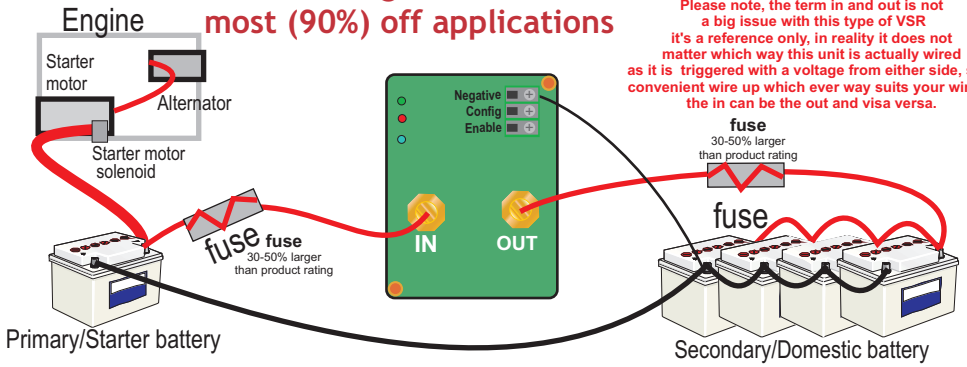 most (90%) off applications
Please note, the term in and out is not
a big issue with this type of VSR
it's a reference only, in reality it does not
matter which way this unit is actually wired
as it is triggered with a voltage from either side,
convenient wire up which ever way suits your
the in can be the out and visa versa.
Engine
Starter
motor
Alternator
Starter motor
solenoid
Negative
Config
Enable
IN
OUT
fuse
30-50% larger
than product rating
fuse
fuse
fuse
30-50% larger
than product rating
Primary/Starter battery
Secondary/Domestic battery